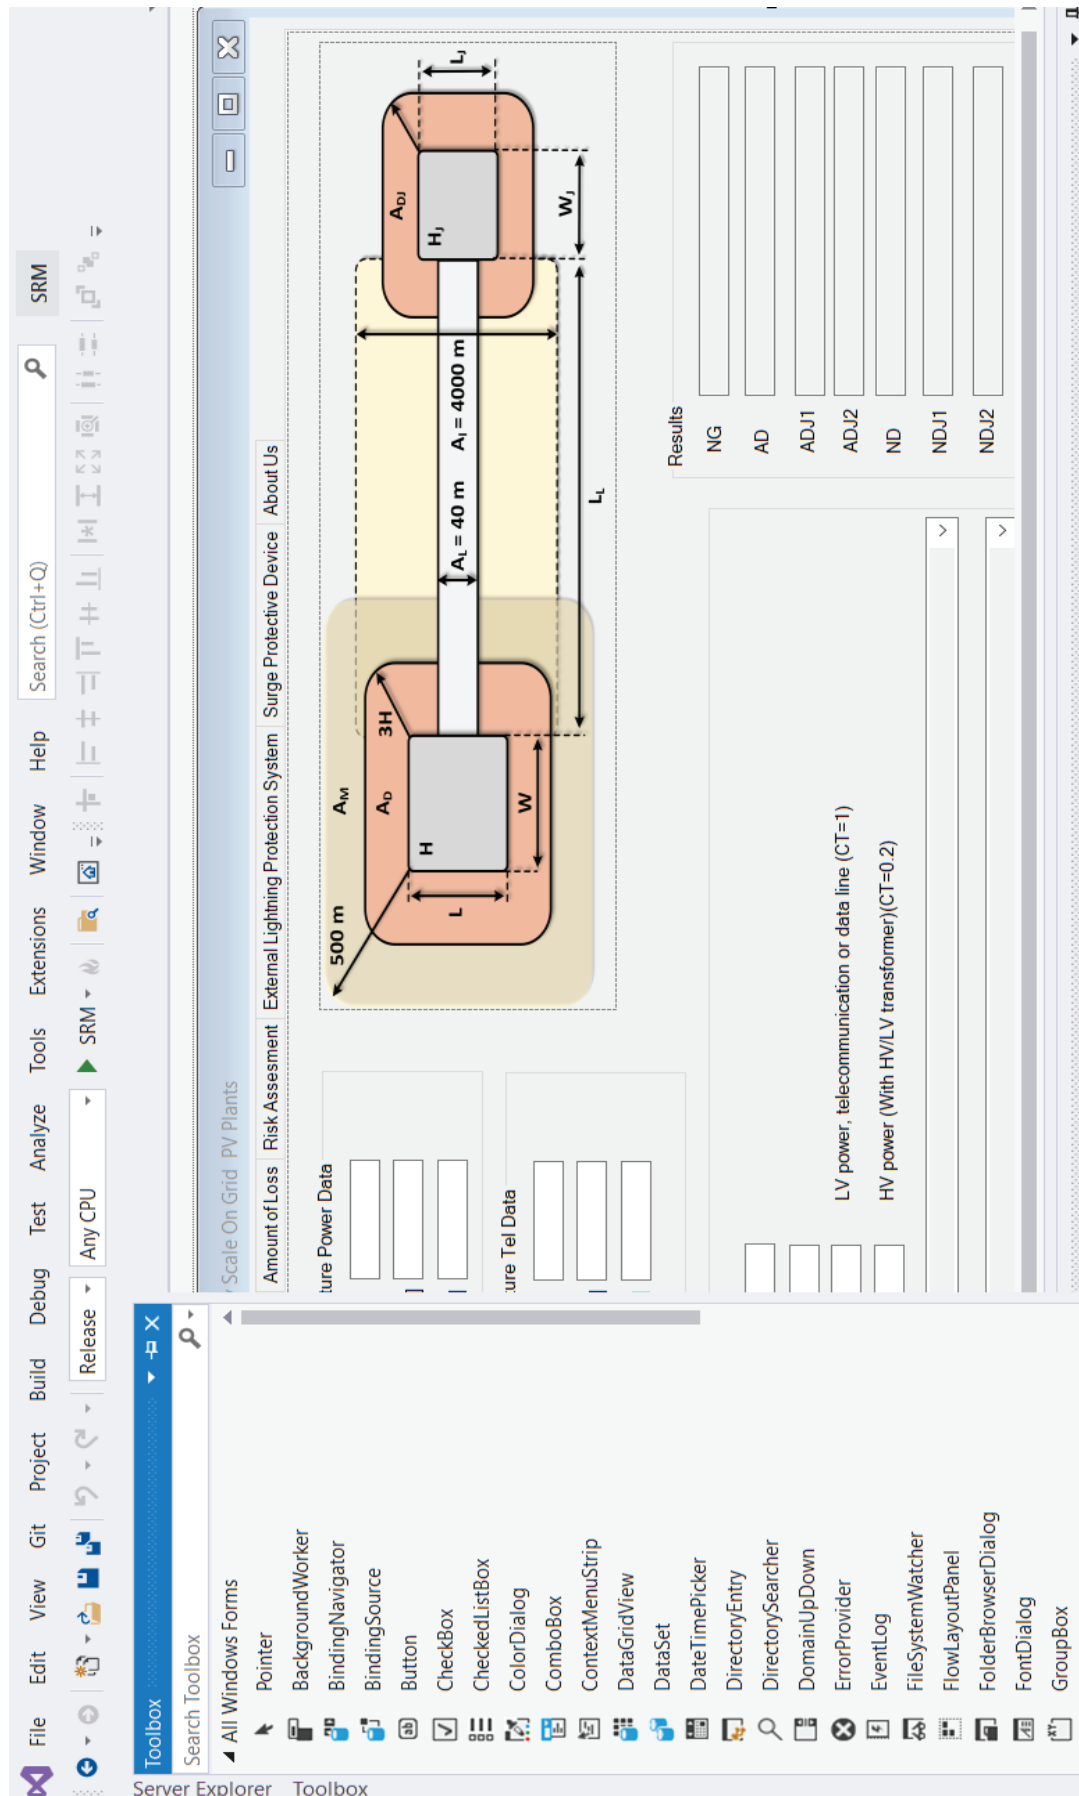 File Edit View Git Project Build Debug Test Analyze Tools Extensions Window Help Search (Ctrl+Q) SRM
Release Any CPU SRM
Server Explorer
Toolbox
Toolbox
Search Toolbox
All Windows Forms
Pointer
BackgroundWorker
BindingNavigator
BindingSource
Button
CheckBox
CheckedListBox
ColorDialog
ComboBox
ContextMenuStrip
DataGridView
DataSet
DateTimePicker
DirectoryEntry
DirectorySearcher
DomainUpDown
ErrorProvider
EventLog
FileSystemWatcher
FlowLayoutPanel
FolderBrowserDialog
FontDialog
GroupBox
Scale On Grid PV Plants
Amount of Loss Risk Assesment External Lightning Protection System Surge Protective Device About Us
ture Power Data
]
]
ture Tel Data
]
]
500 m
AM
AD
3H
H
L
W
AL = 40 m AI = 4000 m
LL
ADJ
HJ
LJ
WJ
LV power, telecommunication or data line (CT=1)
HV power (With HV/LV transformer)(CT=0.2)
Results
NG
AD
ADJ1
ADJ2
ND
NDJ1
NDJ2